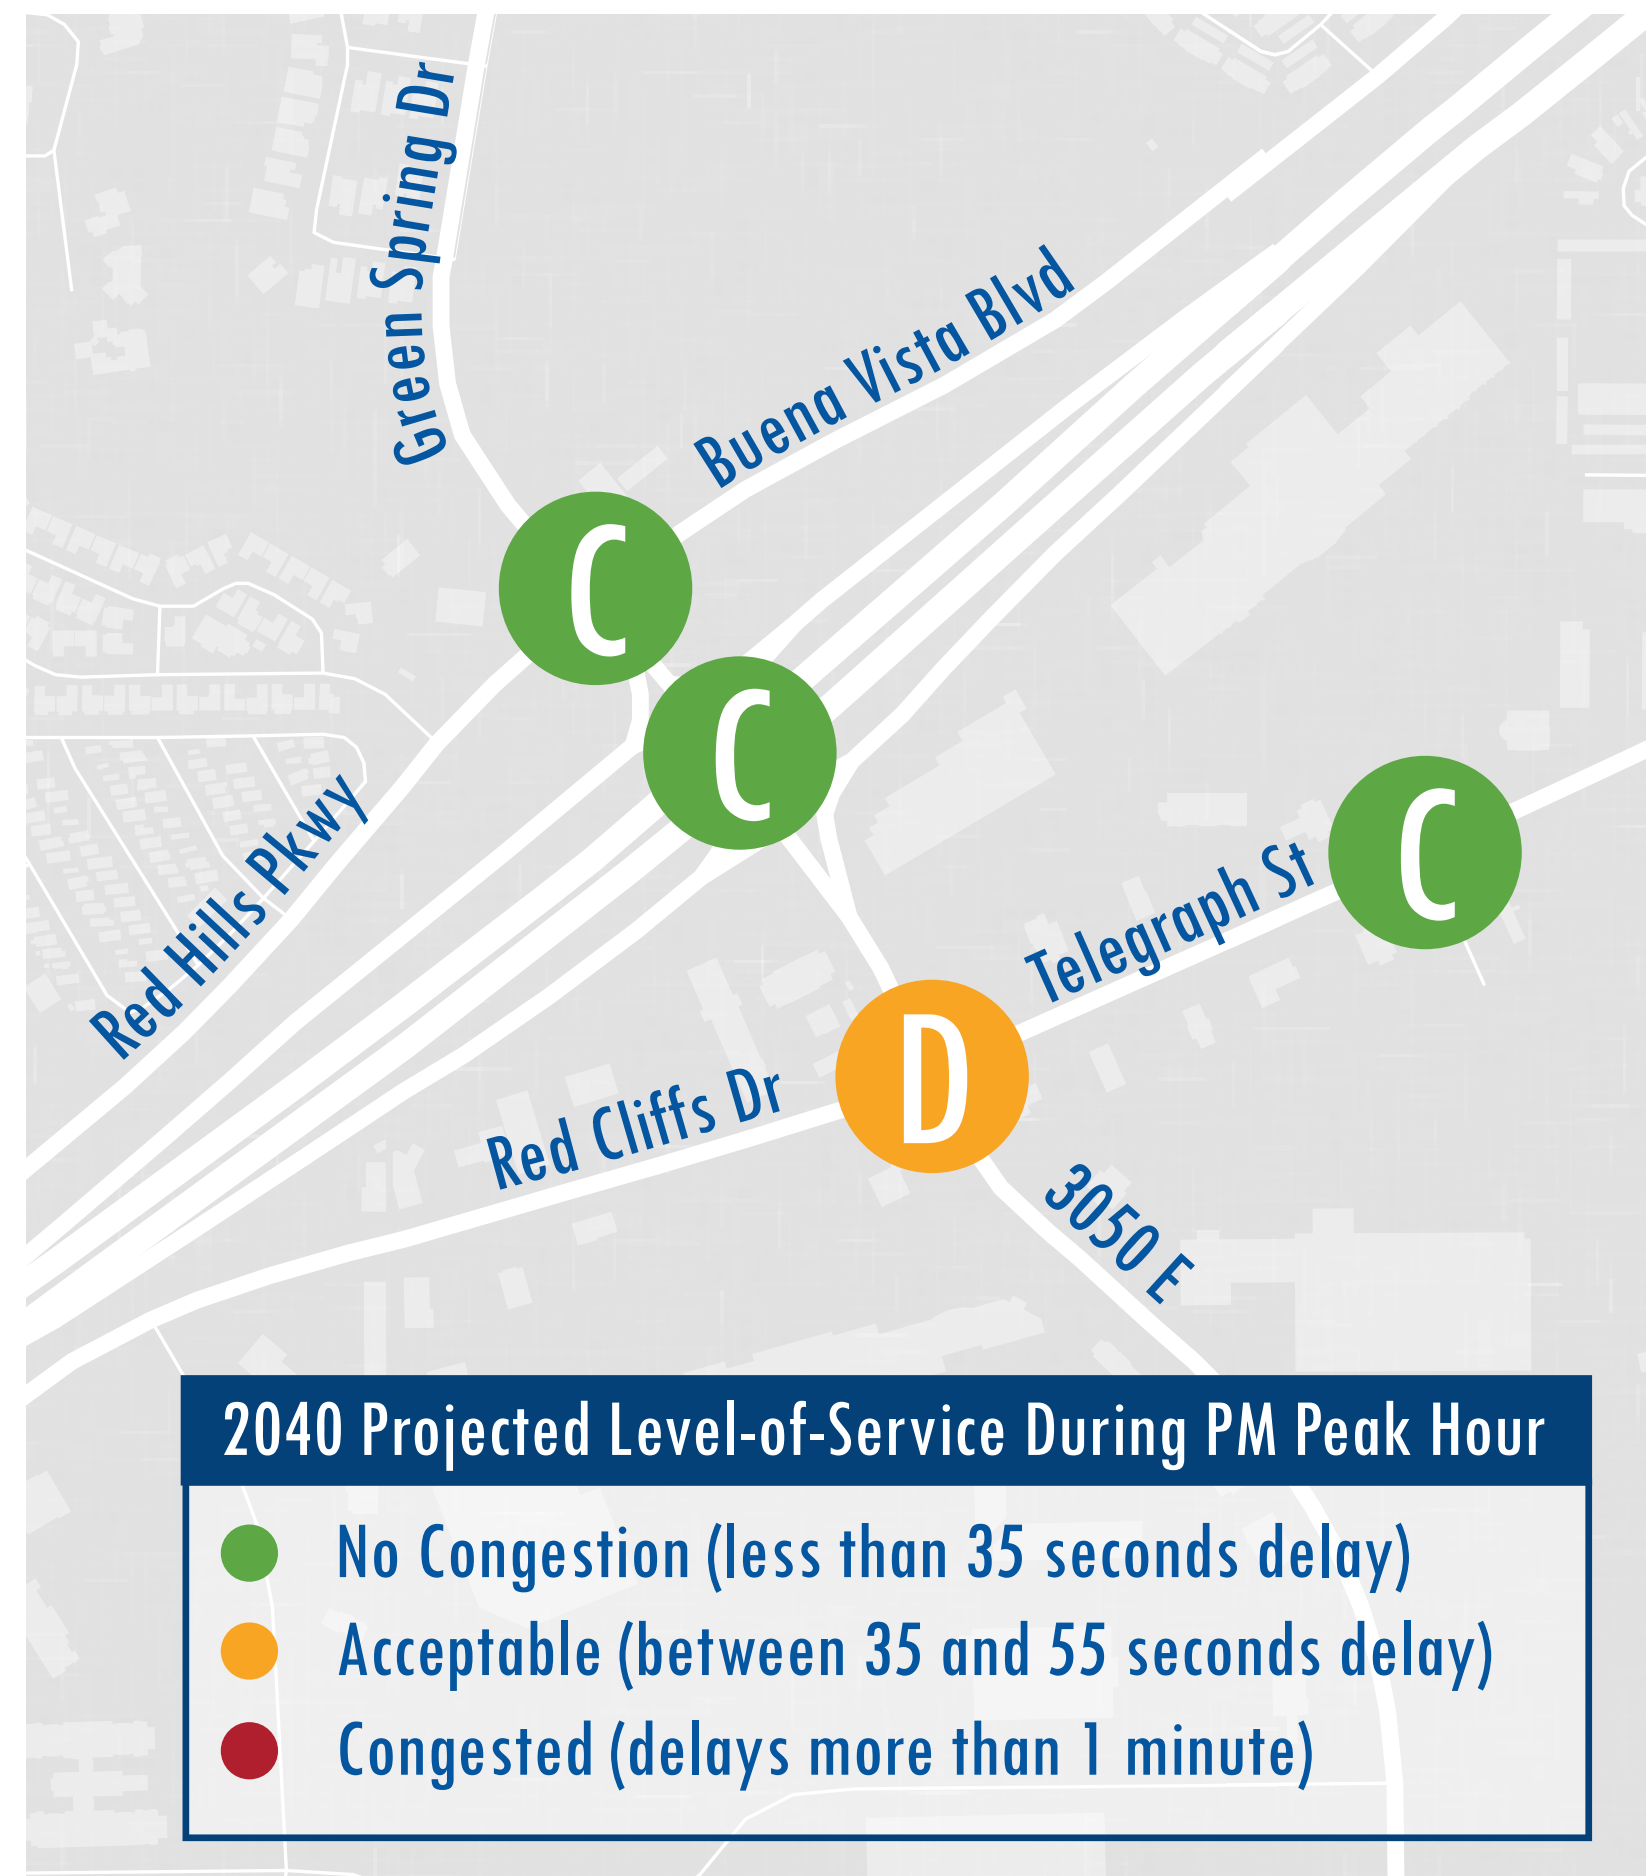 Green Spring Dr
Buena Vista Blvd
C
C
Red Hills Pkwy
C
Telegraph St
D
Red Cliffs Dr
3050 E
2040 Projected Level-of-Service During PM Peak Hour
No Congestion (less than 35 seconds delay)
Acceptable (between 35 and 55 seconds delay)
Congested (delays more than 1 minute)